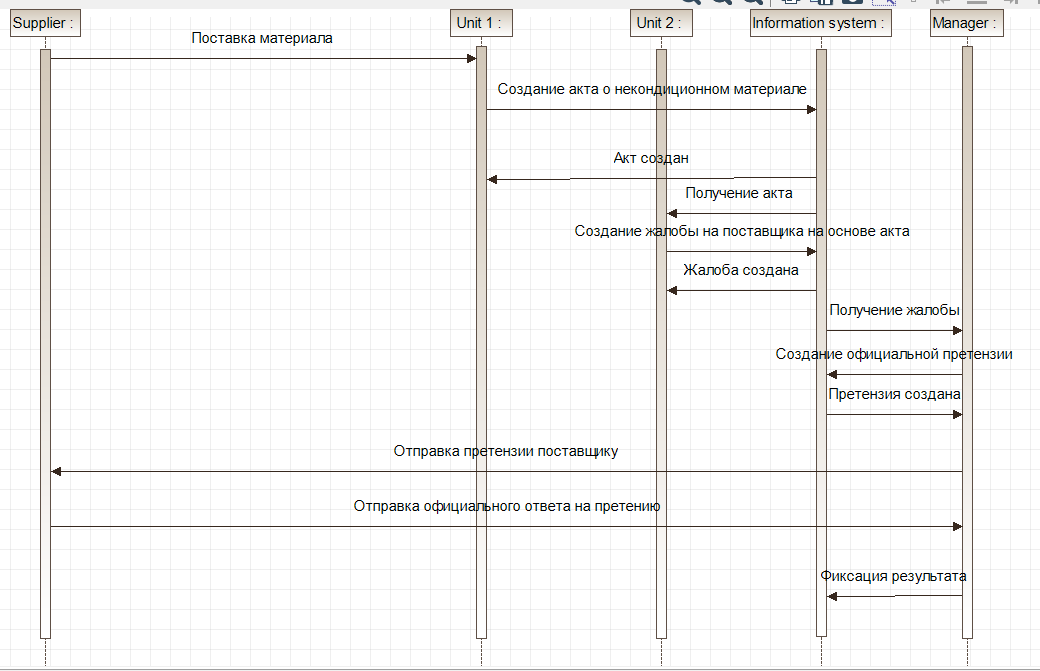 Supplier :
Unit 1 :
Unit 2 :
Information system :
Manager :
Поставка материала
Создание акта о некондиционном материале
Акт создан
Получение акта
Создание жалобы на поставщика на основе акта
Жалоба создана
Получение жалобы
Создание официальной претензии
Претензия создана
Отправка претензии поставщику
Отправка официального ответа на претению
Фиксация результата